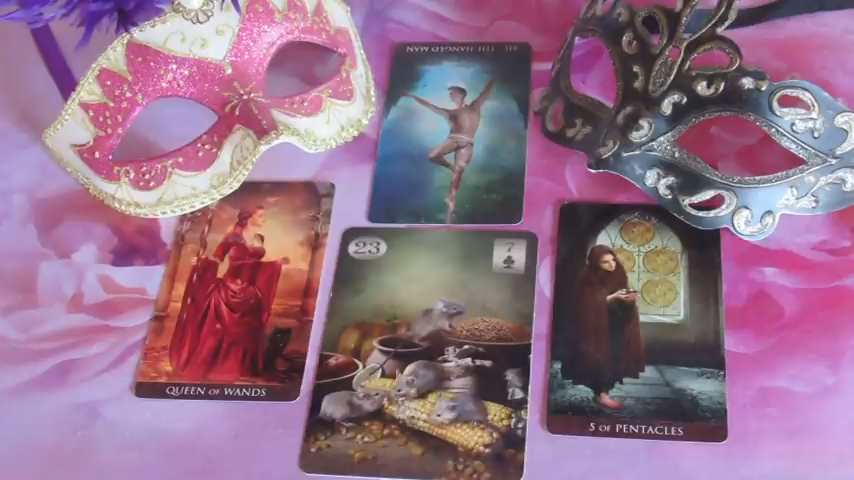 XII. THE HANGED MAN
QUEEN OF WANDS
23
7
5 OF PENTACLES